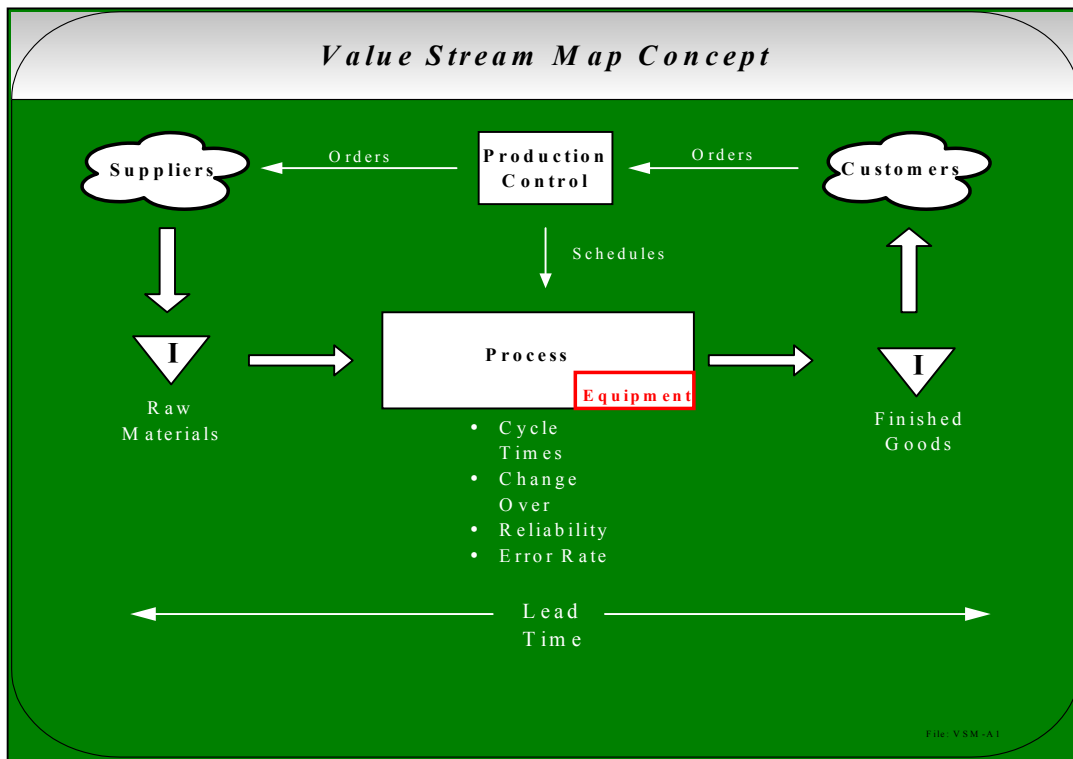 Value Stream Map Concept
Suppliers
Orders
Production
Control
Orders
Customers
Schedules
I
Raw
Materials
Process
Equipment
I
Finished
Goods
• Cycle
Times
• Change
Over
• Reliability
• Error Rate
Lead
Time
File: VSM-A1